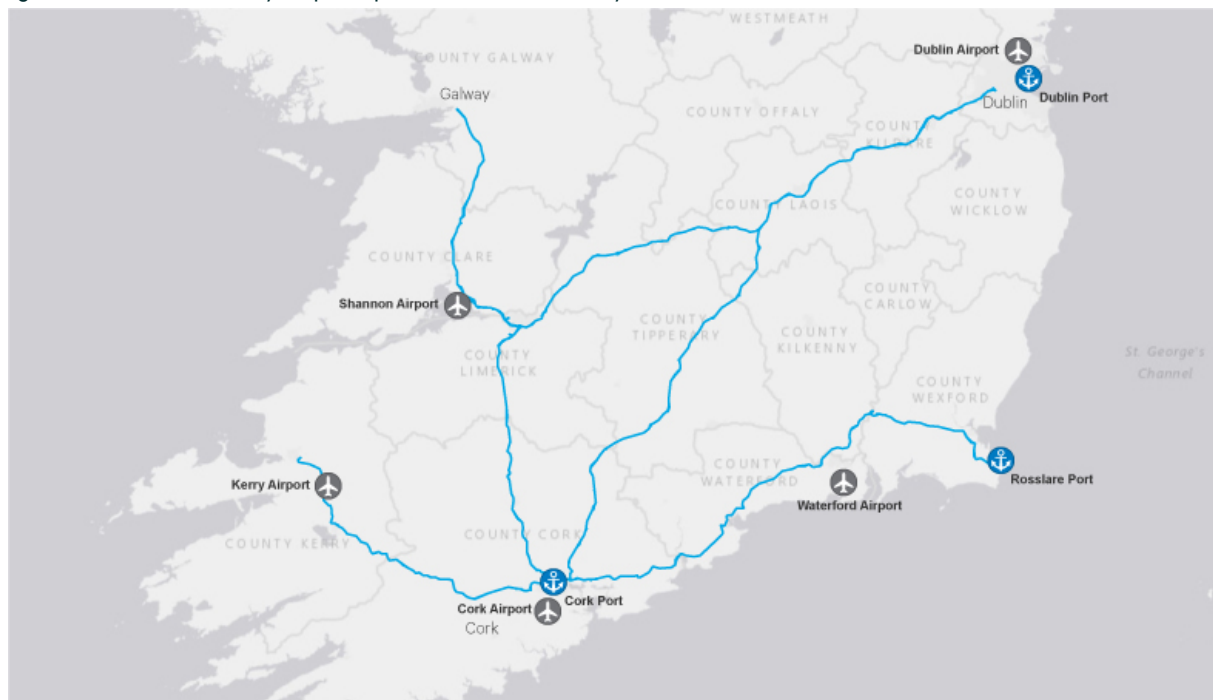 WESTMEATH
Dublin Airport
COUNTY GALWAY
Galway
Dublin Port
Dublin
COUNTY OFFALY
COUNTY
KILDARE
COUNTY LAOIS
COUNTY
WICKLOW
COUNTY CLARE
COUNTY
CARLOW
Shannon Airport
COUNTY
TIPPERARY
COUNTY
KILKENNY
COUNTY
LIMERICK
St. George's
Channel
COUNTY
WEXFORD
COUNTY
WATERFORD
Kerry Airport
Rosslare Port
Waterford Airport
COUNTY KERRY
COUNTY CORK
Cork Port
Cork Airport
Cork